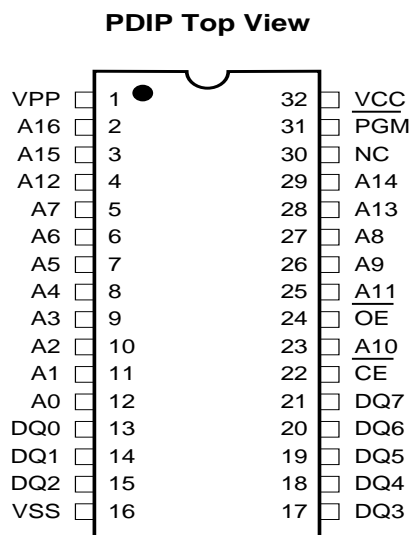 PDIP Top View
VPP 1 32 VCC
A16 2 31 PGM
A15 3 30 NC
A12 4 29 A14
A7 5 28 A13
A6 6 27 A8
A5 7 26 A9
A4 8 25 A11
A3 9 24 OE
A2 10 23 A10
A1 11 22 CE
A0 12 21 DQ7
DQ0 13 20 DQ6
DQ1 14 19 DQ5
DQ2 15 18 DQ4
VSS 16 17 DQ3